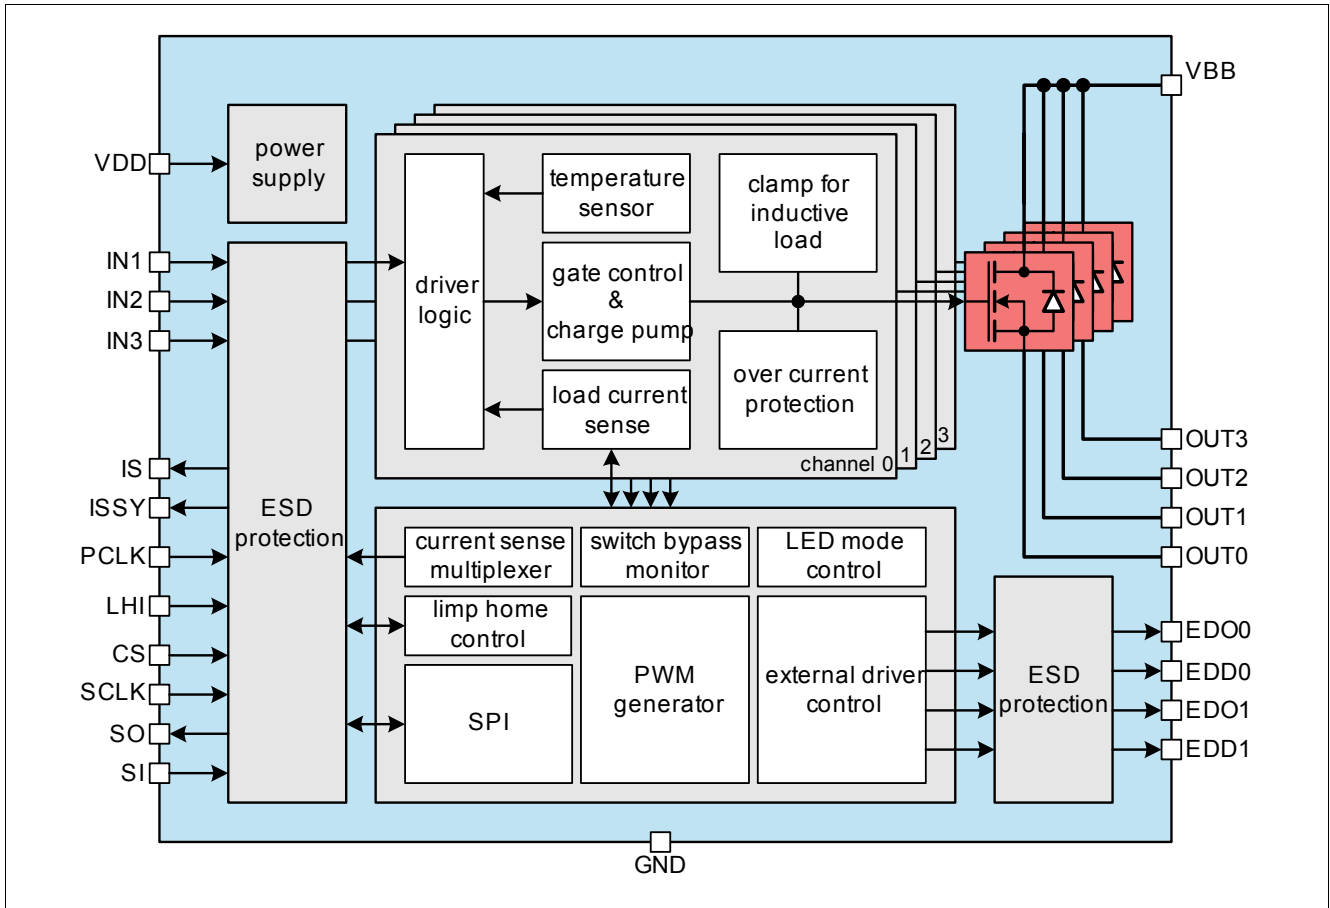 VBB
power
supply
VDD
temperature
sensor
clamp for
inductive
load
IN1
IN2
IN3
driver
logic
gate control
&
charge pump
over current
protection
load current
sense
channel 0
1
2
3
OUT3
OUT2
OUT1
OUT0
IS
ISSY
PCLK
LHI
CS
SCLK
SO
SI
ESD
protection
current sense
multiplexer
switch bypass
monitor
LED mode
control
limp home
control
SPI
PWM
generator
external driver
control
ESD
protection
EDO0
EDD0
EDO1
EDD1
GND